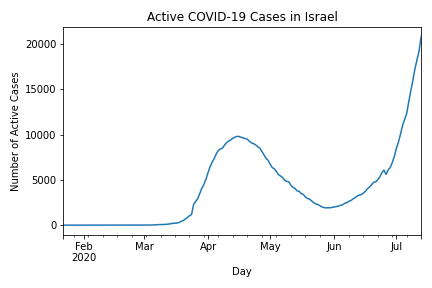 Active COVID-19 Cases in Israel
Number of Active Cases
20000
15000
10000
5000
0
Feb Mar Apr May Jun Jul
2020
Day